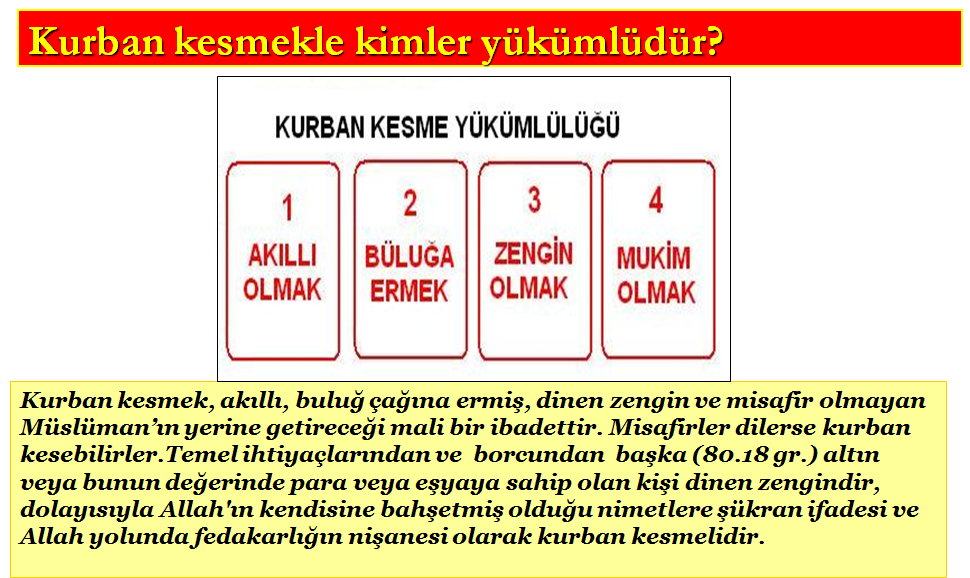 Kurban kesmekle kimler yükümlüdür?
KURBAN KESME YÜKÜMLÜLÜĞÜ
1
AKILLI
OLMAK
2
BÜLUĞA
ERMEK
3
ZENGİN
OLMAK
4
MUKİM
OLMAK
Kurban kesmek, akıllı, buluğ çağına ermiş, dinen zengin ve misafir olmayan
Müslüman’ın yerine getireceği mali bir ibadettir. Misafirler dilerse kurban
kesebilirler.Temel ihtiyaçlarından ve borcundan başka (80.18 gr.) altın
veya bunun değerinde para veya eşyaya sahip olan kişi dinen zengindir,
dolayısıyla Allah'ın kendisine bahşetmiş olduğu nimetlere şükran ifadesi ve
Allah yolunda fedakarlığın nişanesi olarak kurban kesmelidir.